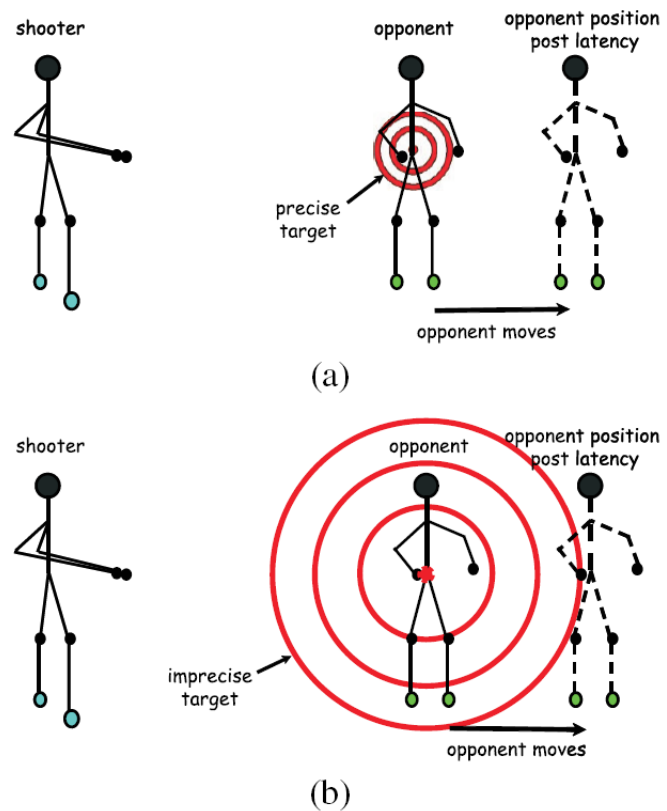 shooter
opponent
opponent position
post latency
precise
target
opponent moves
(a)
shooter
opponent
opponent position
post latency
imprecise
target
opponent moves
(b)